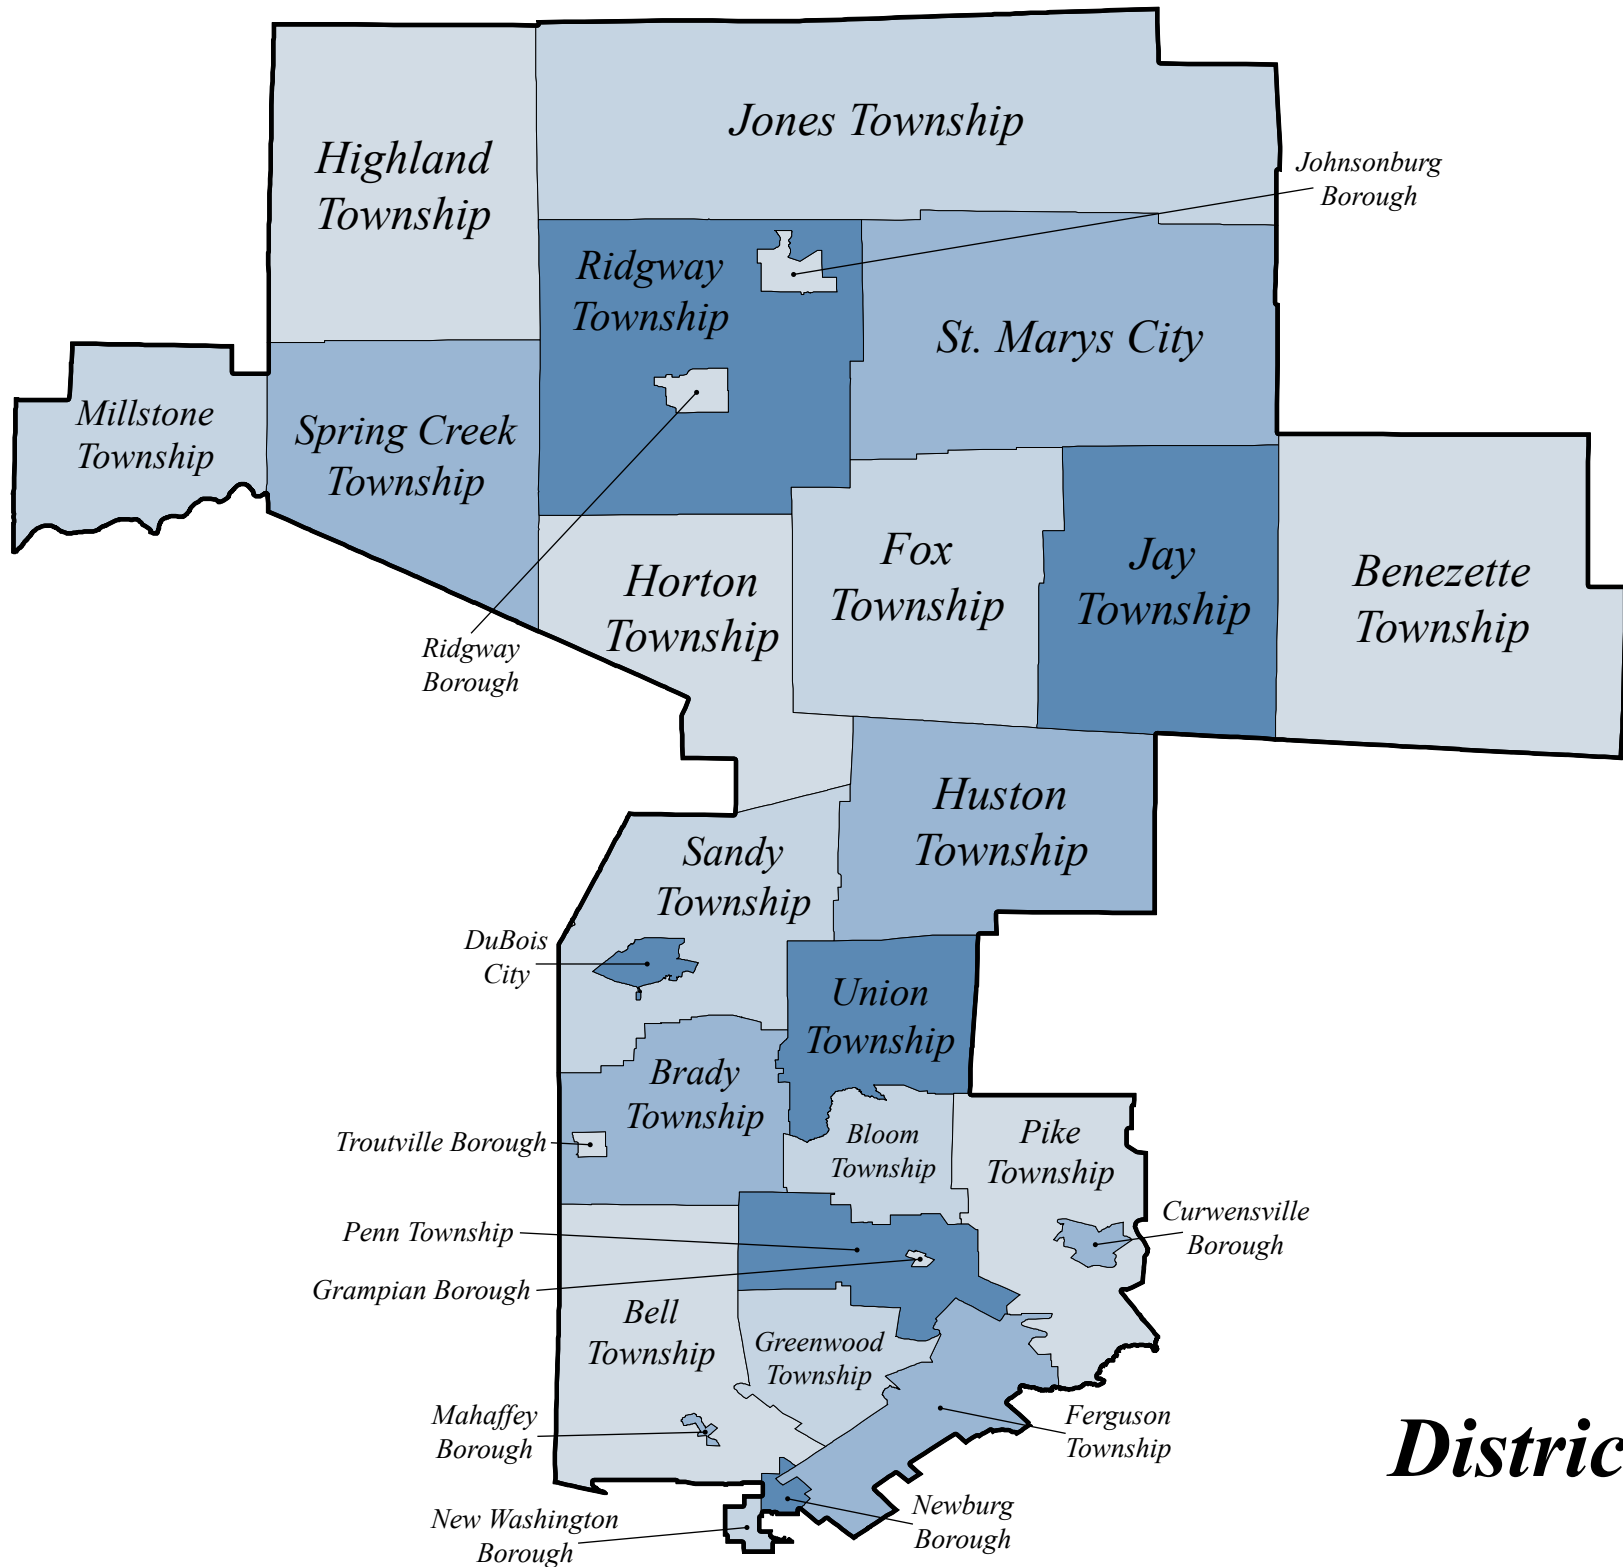 Jones Township
Highland
Township
Johnsonburg
Borough
Ridgway
Township
St. Marys City
Millstone
Township
Spring Creek
Township
Fox
Township
Jay
Township
Benezette
Township
Horton
Township
Ridgway
Borough
Huston
Township
Sandy
Township
DuBois
City
Union
Township
Brady
Township
Troutville Borough
Bloom
Township
Pike
Township
Penn Township
Curwensville
Borough
Grampian Borough
Bell
Township
Greenwood
Township
Mahaffey
Borough
Ferguson
Township
Distric
New Washington
Borough
Newburg
Borough